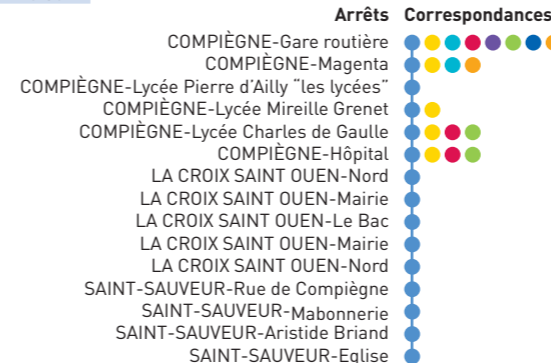 Arrêts Correspondances
COMPIÈGNE-Gare routière
COMPIÈGNE-Magenta
COMPIÈGNE-Lycée Pierre d'Ailly "les lycées"
COMPIÈGNE-Lycée Mireille Grenet
COMPIÈGNE-Lycée Charles de Gaulle
COMPIÈGNE-Hôpital
LA CROIX SAINT OUEN-Nord
LA CROIX SAINT OUEN-Mairie
LA CROIX SAINT OUEN-Le Bac
LA CROIX SAINT OUEN-Mairie
LA CROIX SAINT OUEN-Nord
SAINT-SAUVEUR-Rue de Compiègne
SAINT-SAUVEUR-Mabonnerie
SAINT-SAUVEUR-Aristide Briand
SAINT-SAUVEUR-Eglise